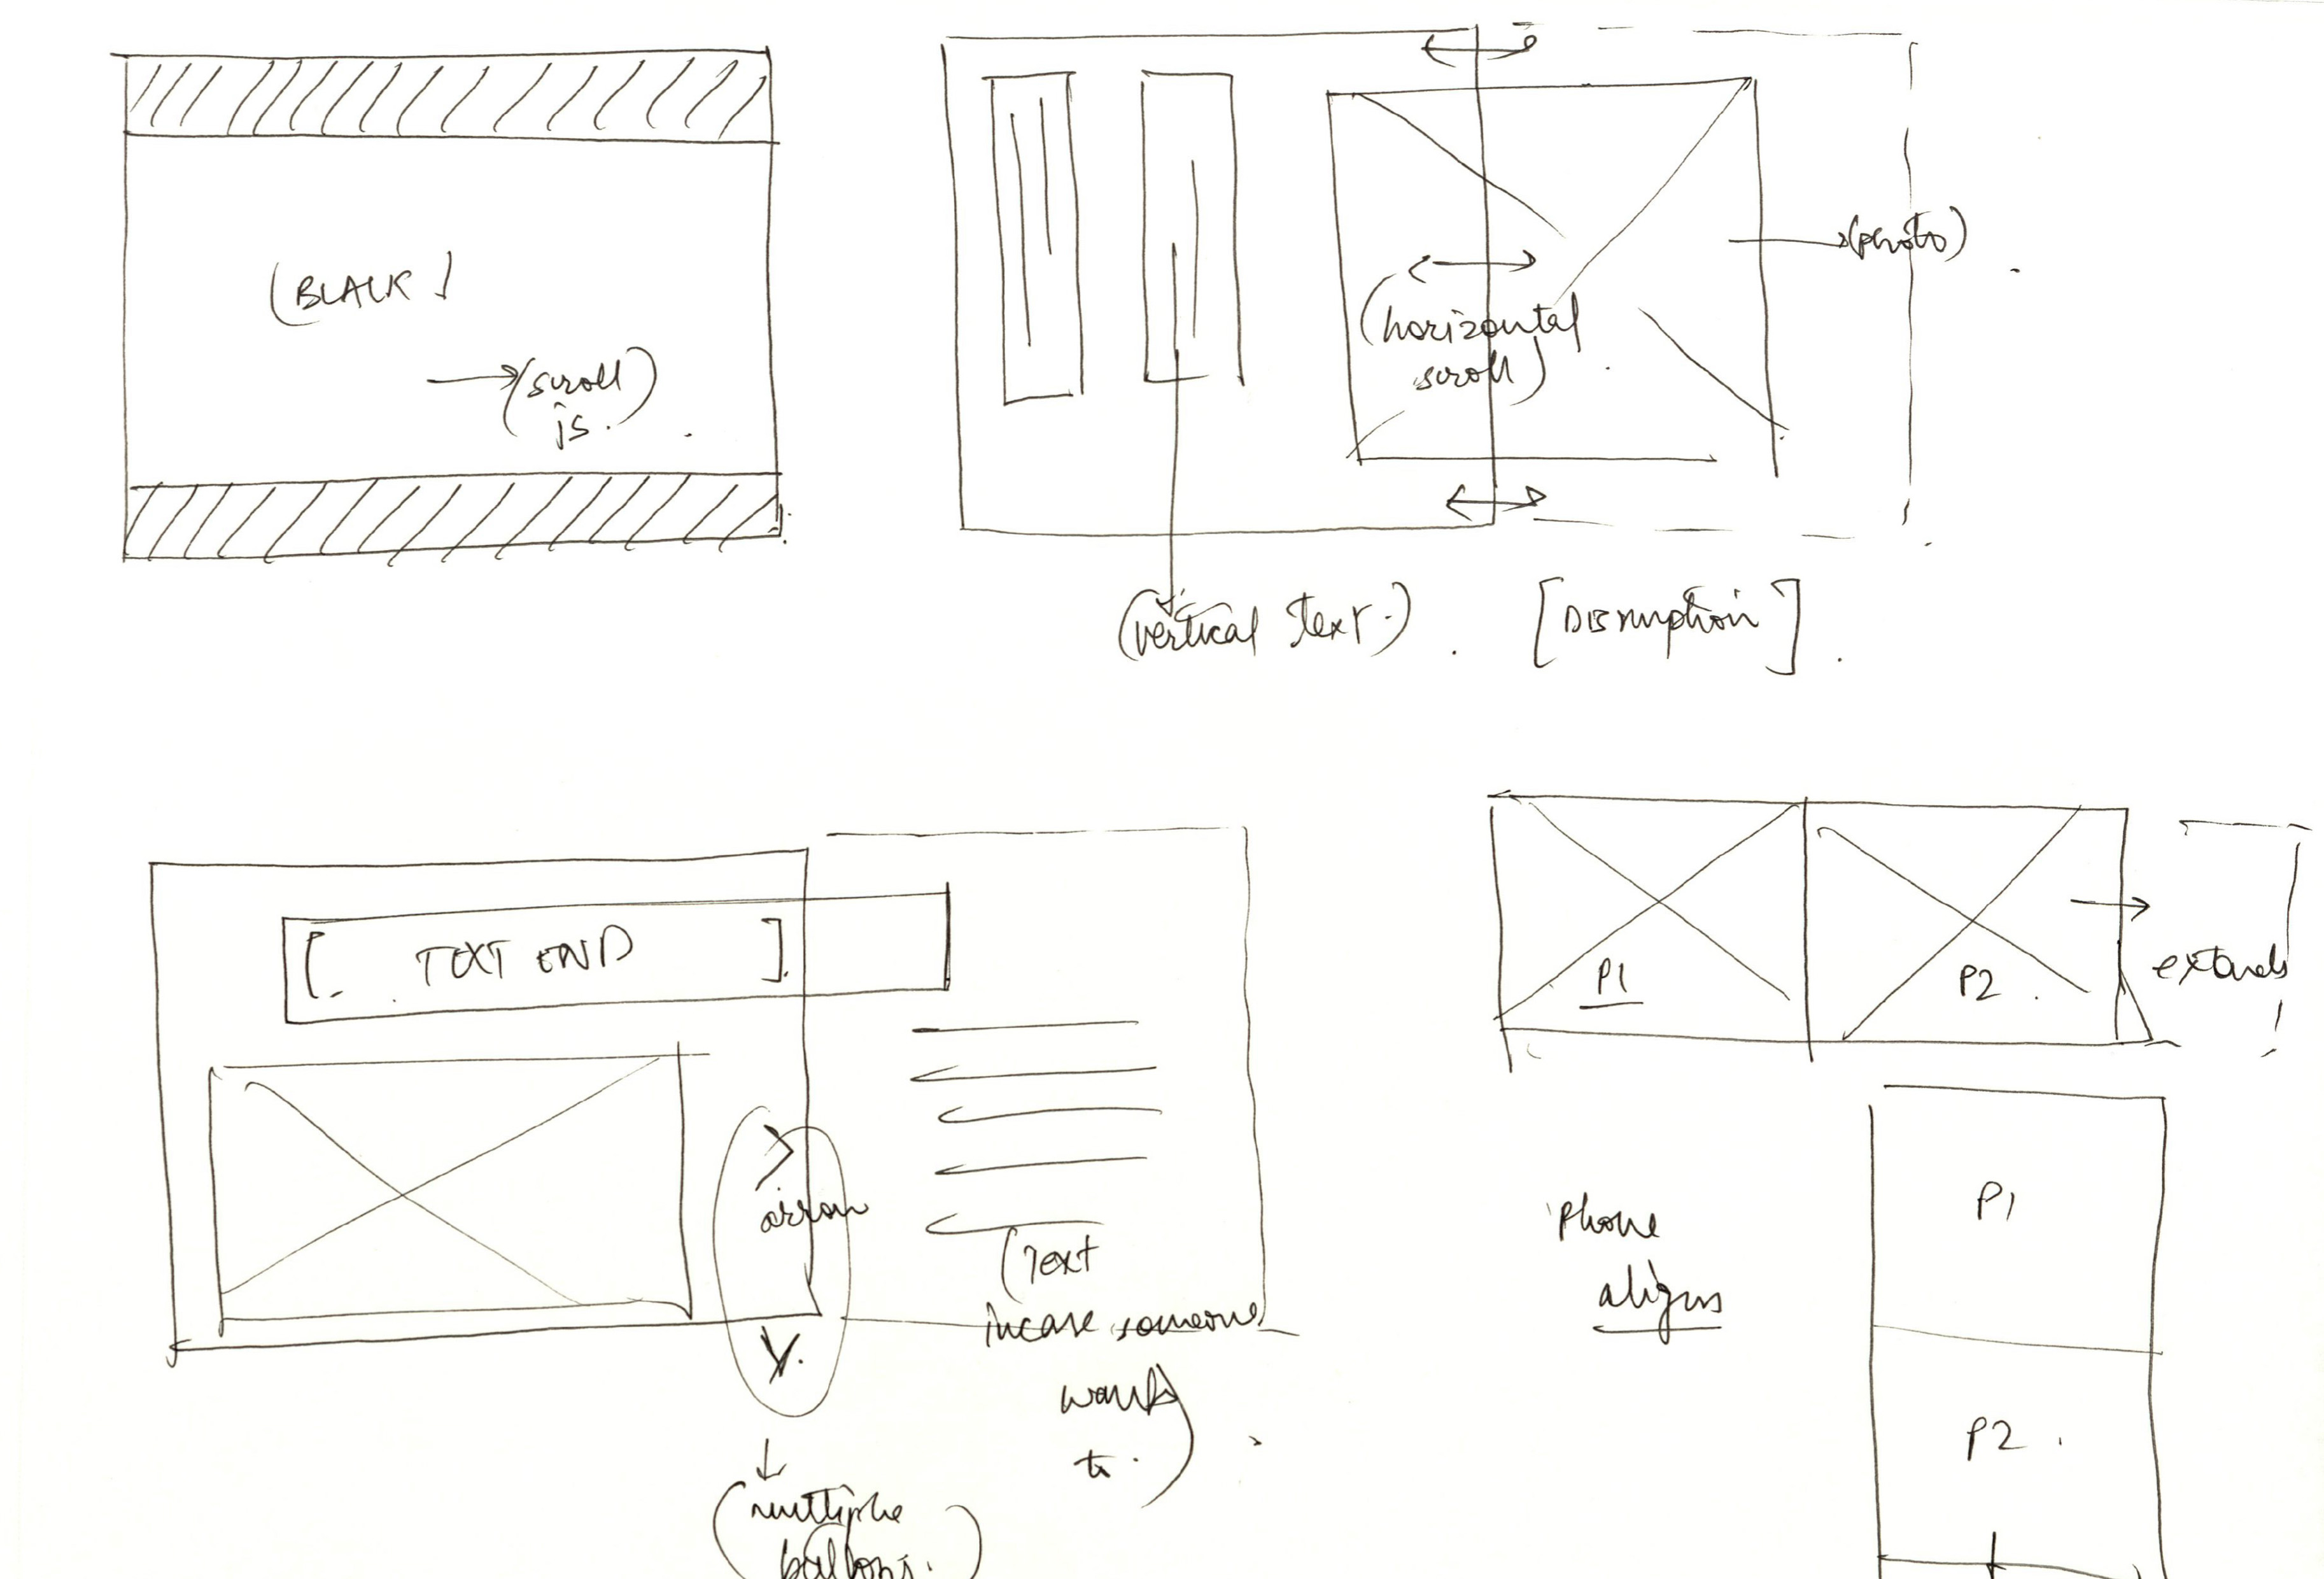 (BLACK)
(scroll
js.)
(photo)
(horizontal
scroll)
(vertical text.)
[DISruption]
[TEXT END]
arrow
(Text
incase someone
wants
to.)
(multiple
buttons.)
P1
P2
extends
Phone
aligns
P1
P2